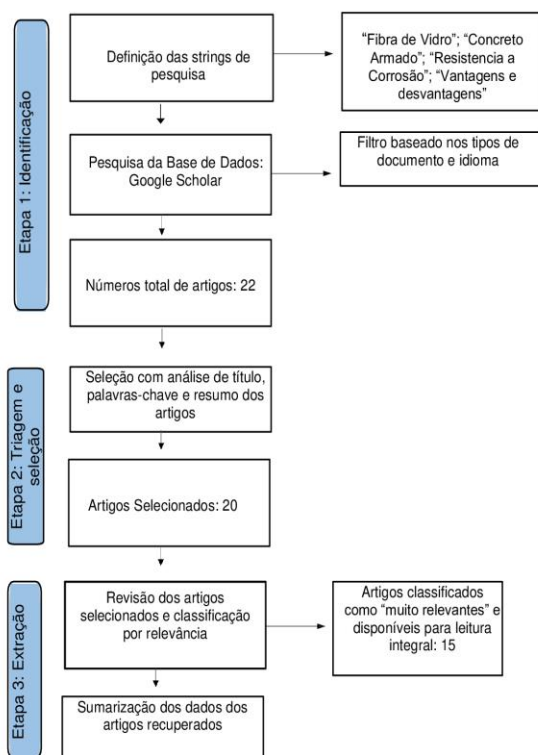 Etapa 1: Identificação
Definição das strings de
pesquisa
“Fibra de Vidro”; “Concreto
Armado”; “Resistencia a
Corrosão”; “Vantagens e
desvantagens”
Pesquisa da Base de Dados:
Google Scholar
Filtro baseado nos tipos de
documento e idioma
Números total de artigos: 22
Etapa 2: Triagem e
seleção
Seleção com análise de título,
palavras-chave e resumo dos
artigos
Artigos Selecionados: 20
Etapa 3: Extração
Revisão dos artigos
selecionados e classificação
por relevância
Artigos classificados
como “muito relevantes” e
disponíveis para leitura
integral: 15
Sumarização dos dados dos
artigos recuperados